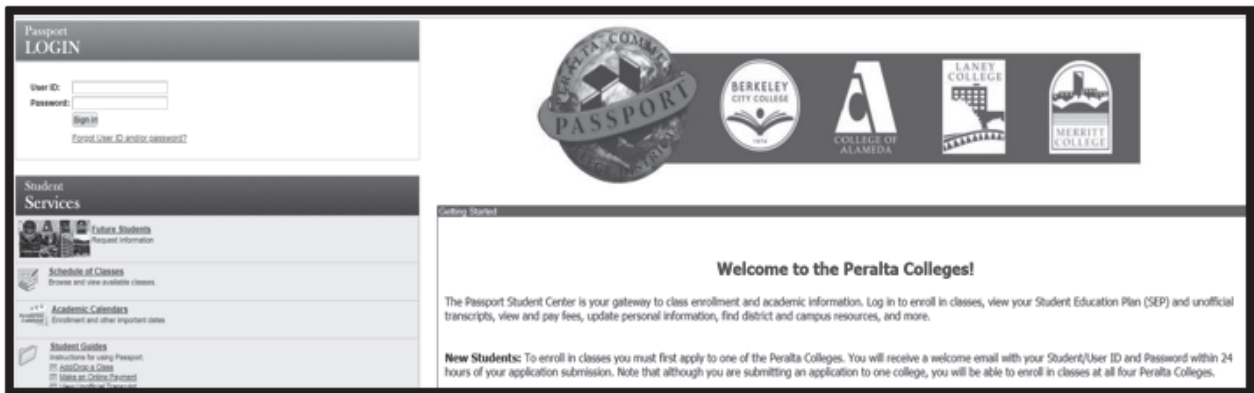 Passport
LOGIN
User ID:
Password:
Sign in
Forgot User ID and/or password?
Student
Services
Future Students
Request information
Schedule of Classes
Browse and view available classes.
Academic Calendars
Enrollment and other important dates
Student Guides
Instructions for using Passport.
Add/Drop a Class
Make an Online Payment
View Unofficial Transcript
PERALTA COMMUNITY
PASSPORT
COLLEGE DISTRICT
BERKELEY
CITY COLLEGE
1974
COLLEGE OF
ALAMEDA
LANEY
COLLEGE
MERRITT
COLLEGE
Getting Started
Welcome to the Peralta Colleges!
The Passport Student Center is your gateway to class enrollment and academic information. Log in to enroll in classes, view your Student Education Plan (SEP) and unofficial
transcripts, view and pay fees, update personal information, find district and campus resources, and more.
New Students: To enroll in classes you must first apply to one of the Peralta Colleges. You will receive a welcome email with your Student/User ID and Password within 24
hours of your application submission. Note that although you are submitting an application to one college, you will be able to enroll in classes at all four Peralta Colleges.